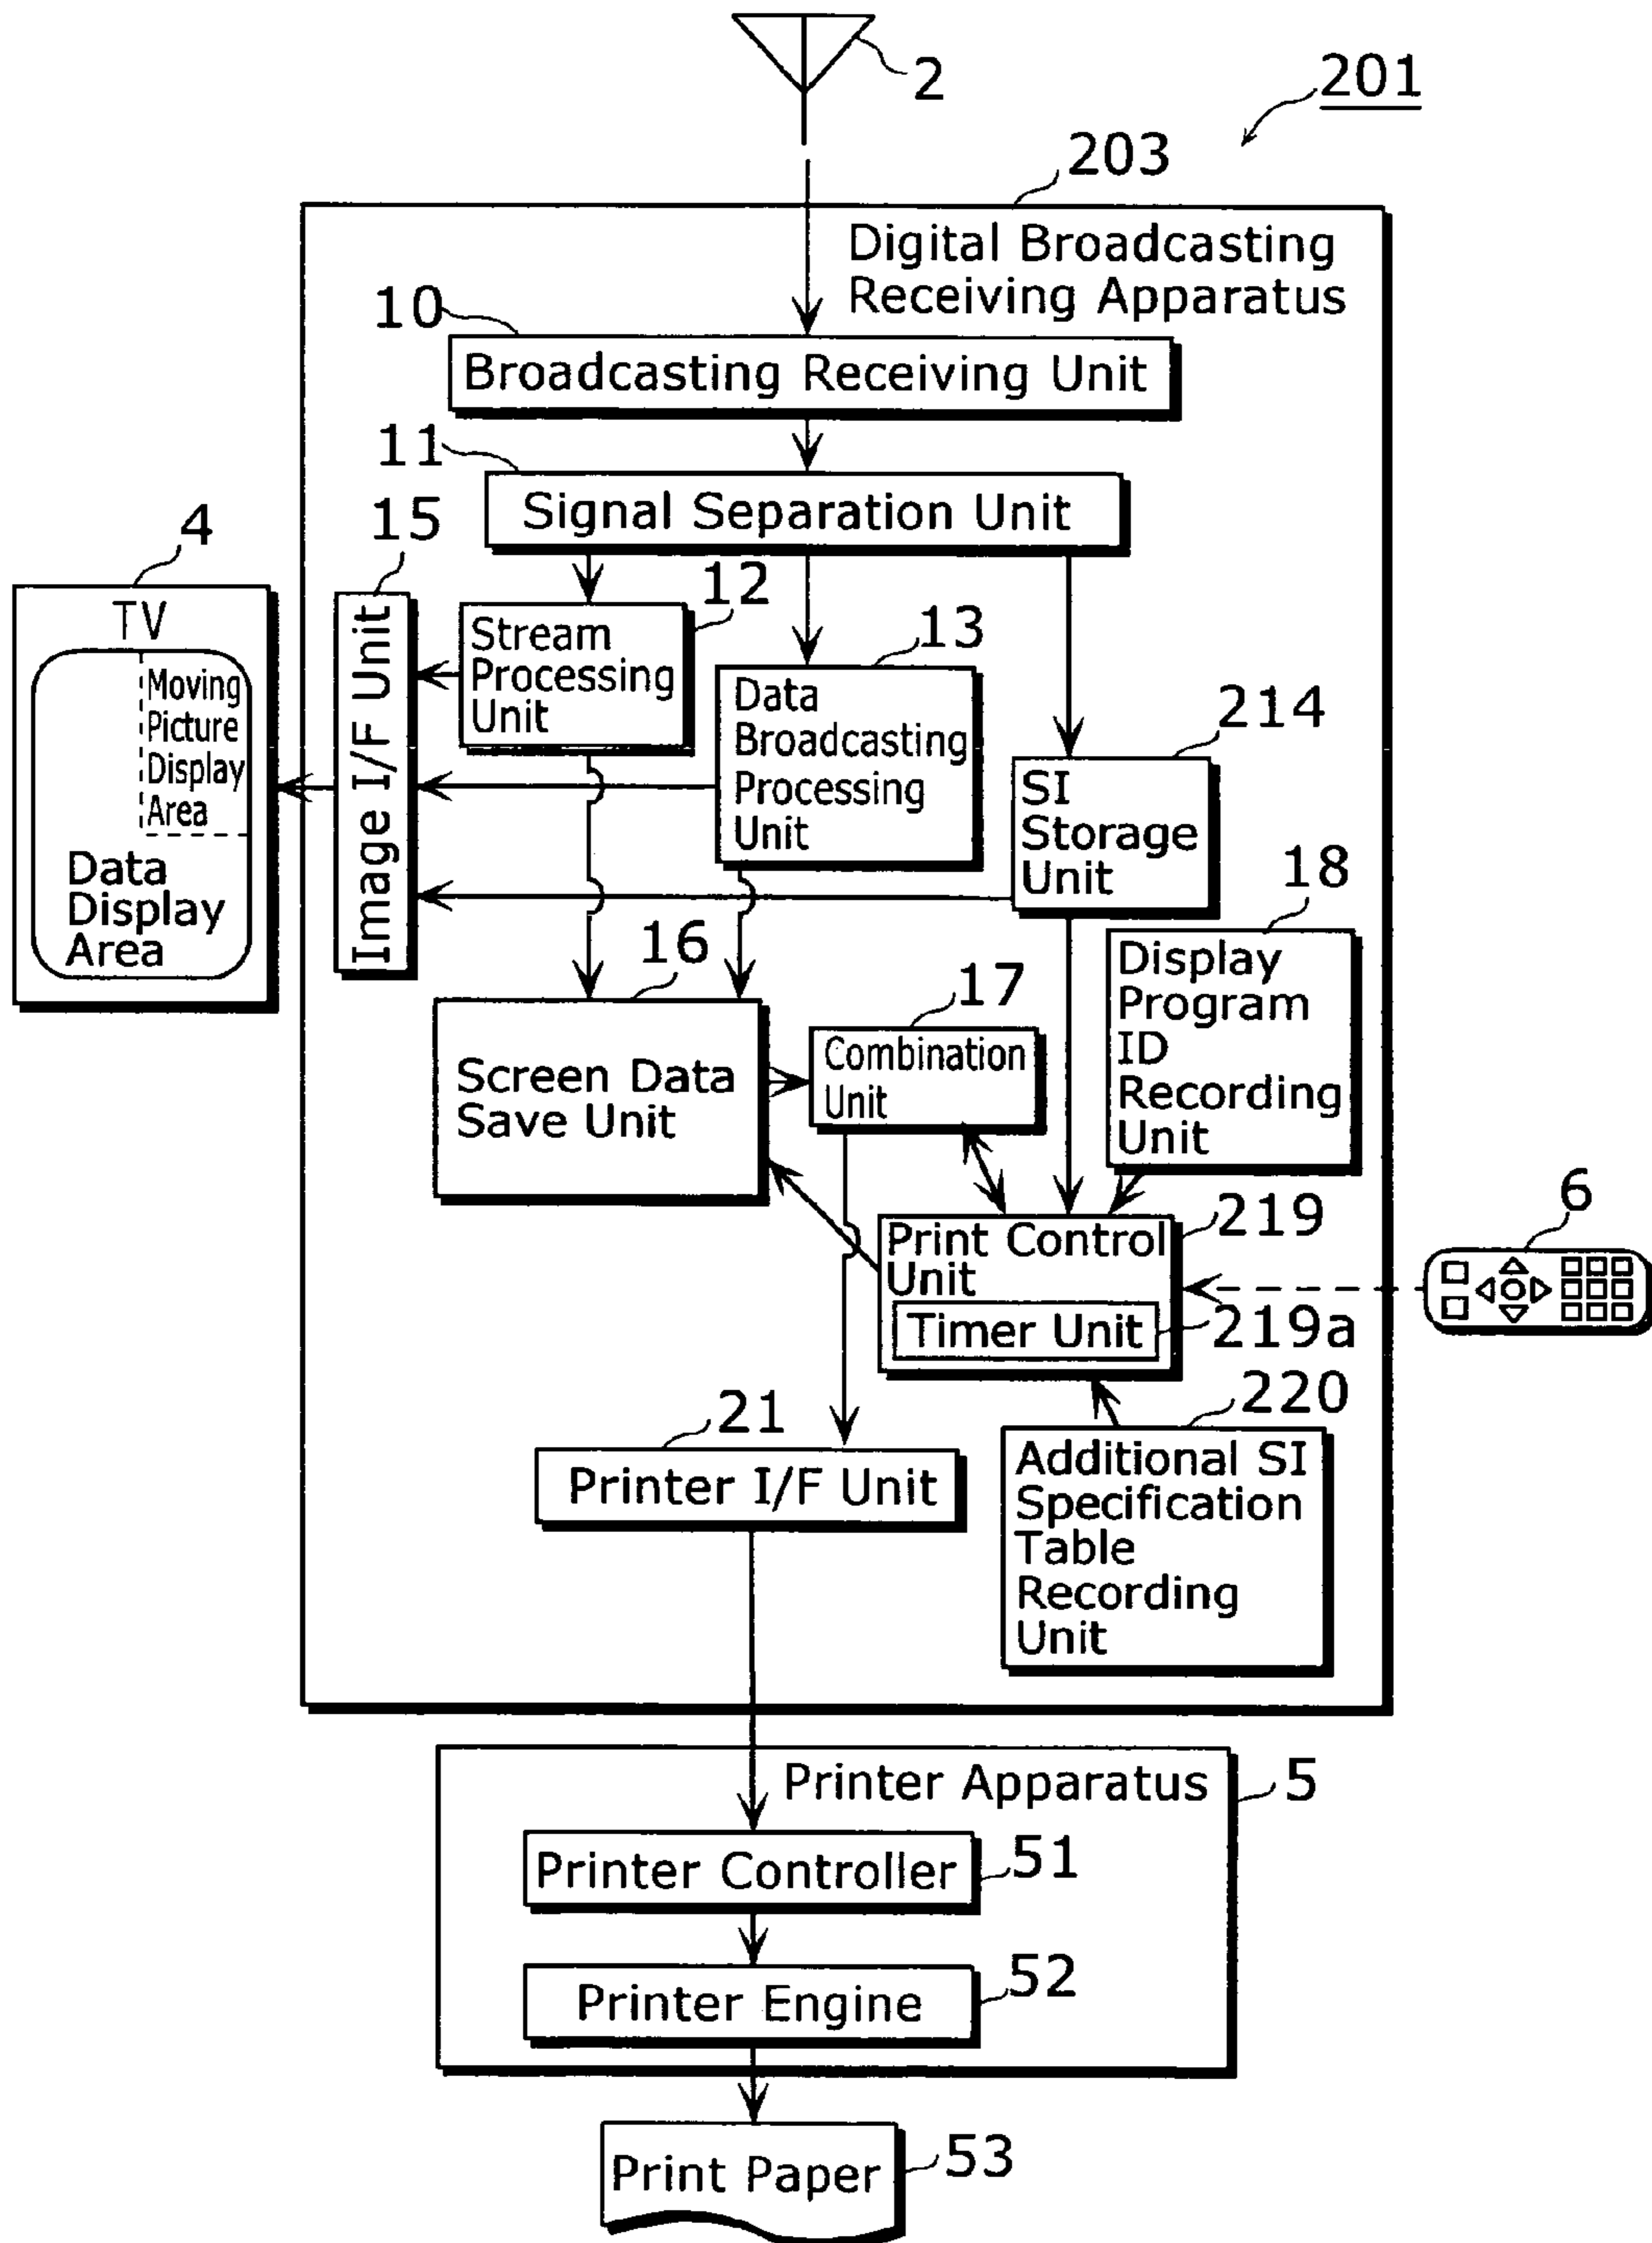 2
201
203
Digital Broadcasting
Receiving Apparatus
10
Broadcasting Receiving Unit
11
Signal Separation Unit
4
TV
Moving
Picture
Display
Area
Data
Display
Area
15
Image I/F Unit
12
Stream
Processing
Unit
13
Data
Broadcasting
Processing
Unit
214
SI
Storage
Unit
18
Display
Program
ID
Recording
Unit
16
Screen Data
Save Unit
17
Combination
Unit
219
Print Control
Unit
Timer Unit
219a
6
220
Additional SI
Specification
Table
Recording
Unit
21
Printer I/F Unit
Printer Apparatus
5
Printer Controller
51
Printer Engine
52
Print Paper
53